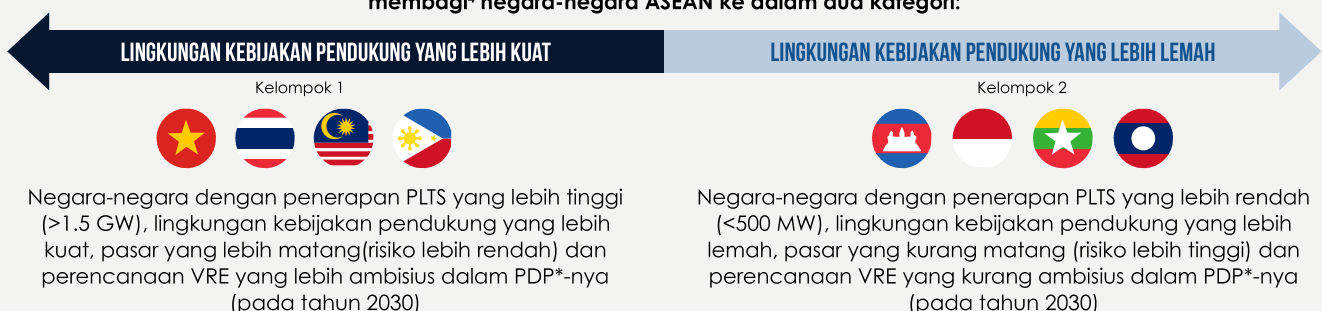 membagi* negara-negara ASEAN ke dalam dua kategori:
LINGKUNGAN KEBIJAKAN PENDUKUNG YANG LEBIH KUAT
LINGKUNGAN KEBIJAKAN PENDUKUNG YANG LEBIH LEMAH
Kelompok 1
Kelompok 2
Negara-negara dengan penerapan PLTS yang lebih tinggi
(>1.5 GW), lingkungan kebijakan pendukung yang lebih
kuat, pasar yang lebih matang(risiko lebih rendah) dan
perencanaan VRE yang lebih ambisius dalam PDP*-nya
(pada tahun 2030)
Negara-negara dengan penerapan PLTS yang lebih rendah
(<500 MW), lingkungan kebijakan pendukung yang lebih
lemah, pasar yang kurang matang (risiko lebih tinggi) dan
perencanaan VRE yang kurang ambisius dalam PDP*-nya
(pada tahun 2030)